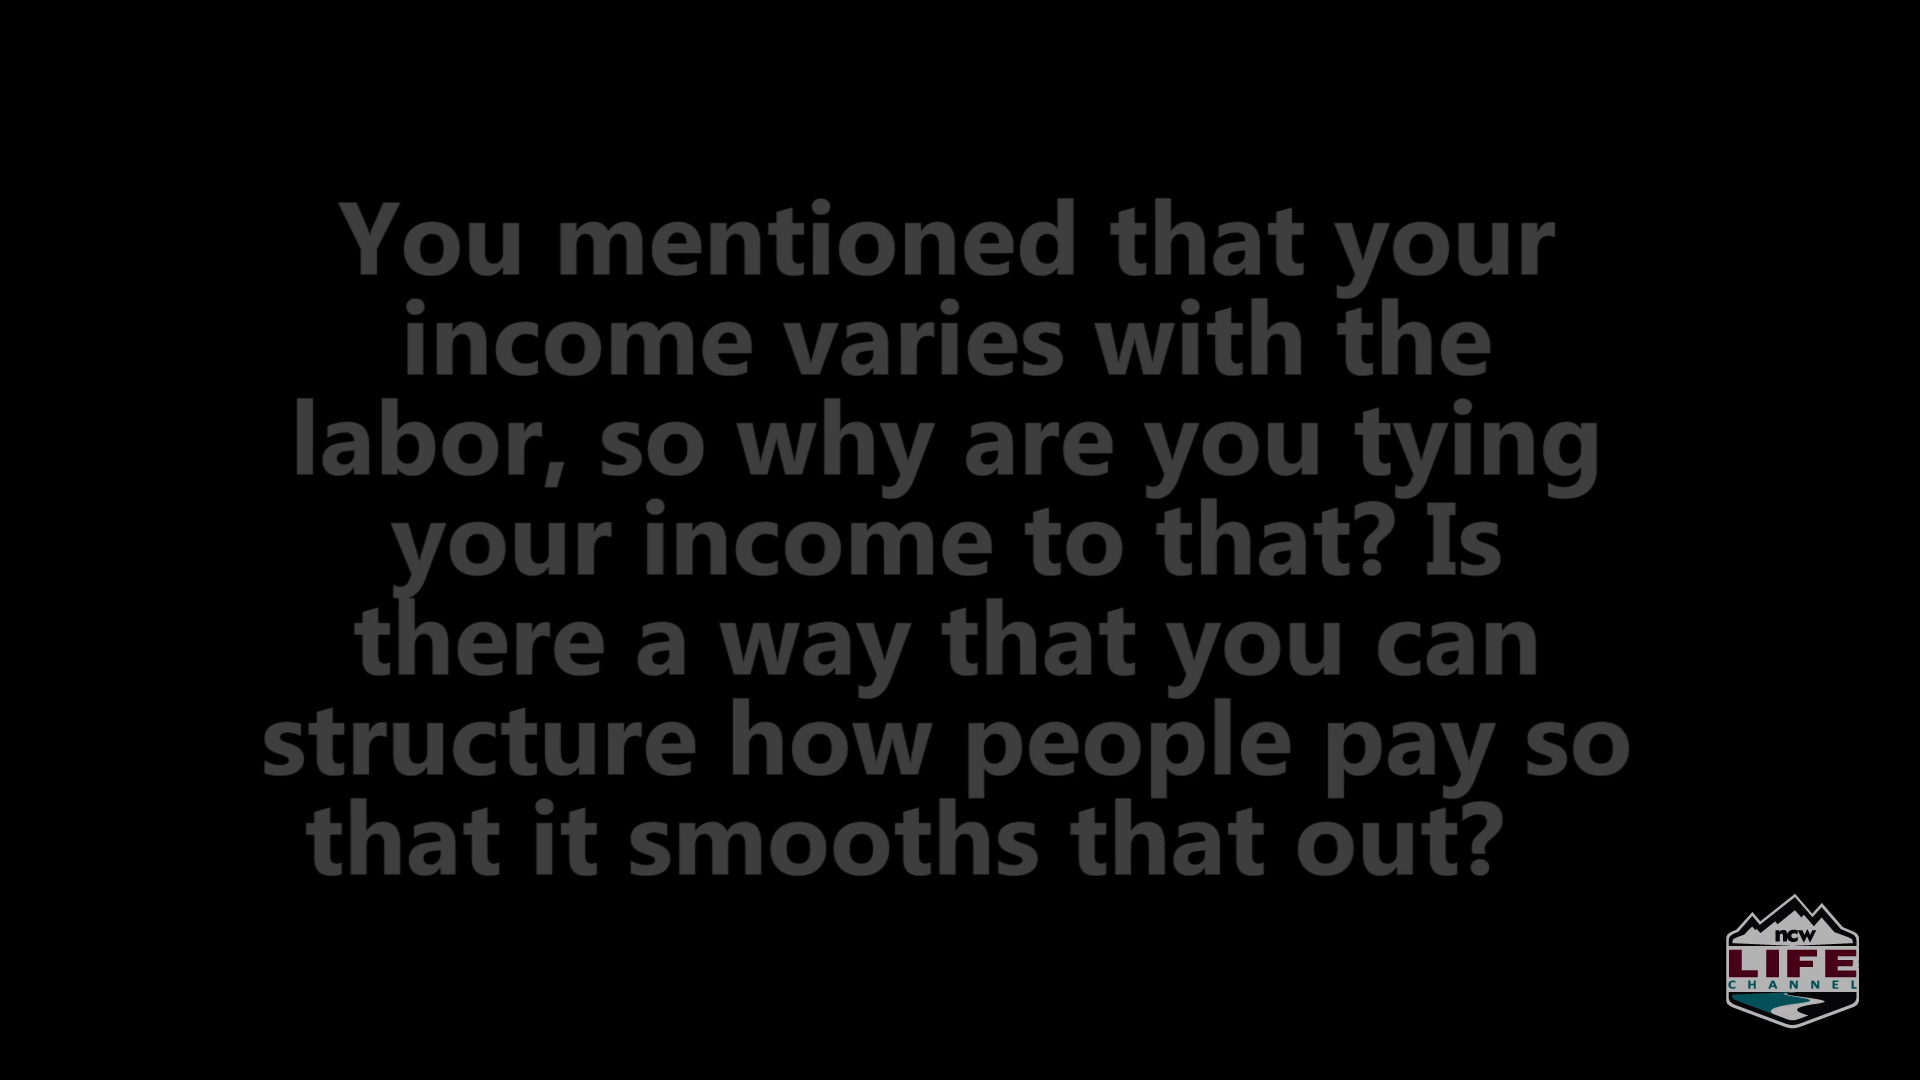 You mentioned that your
income varies with the
labor, so why are you tying
your income to that? Is
there a way that you can
structure how people pay so
that it smooths that out?
ncw
LIFE
CHANNEL